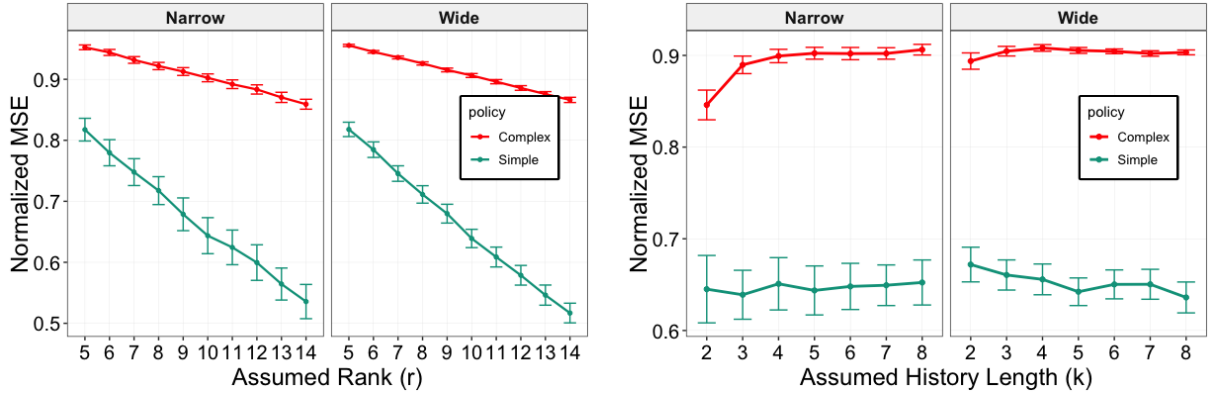 Narrow Wide
Normalized MSE
0.9
0.8
0.7
0.6
0.5
policy
Complex
Simple
5 6 7 8 9 10 11 12 13 14 5 6 7 8 9 10 11 12 13 14
Assumed Rank (r)
Narrow Wide
Normalized MSE
0.9
0.8
0.7
0.6
policy
Complex
Simple
2 3 4 5 6 7 8 2 3 4 5 6 7 8
Assumed History Length (k)